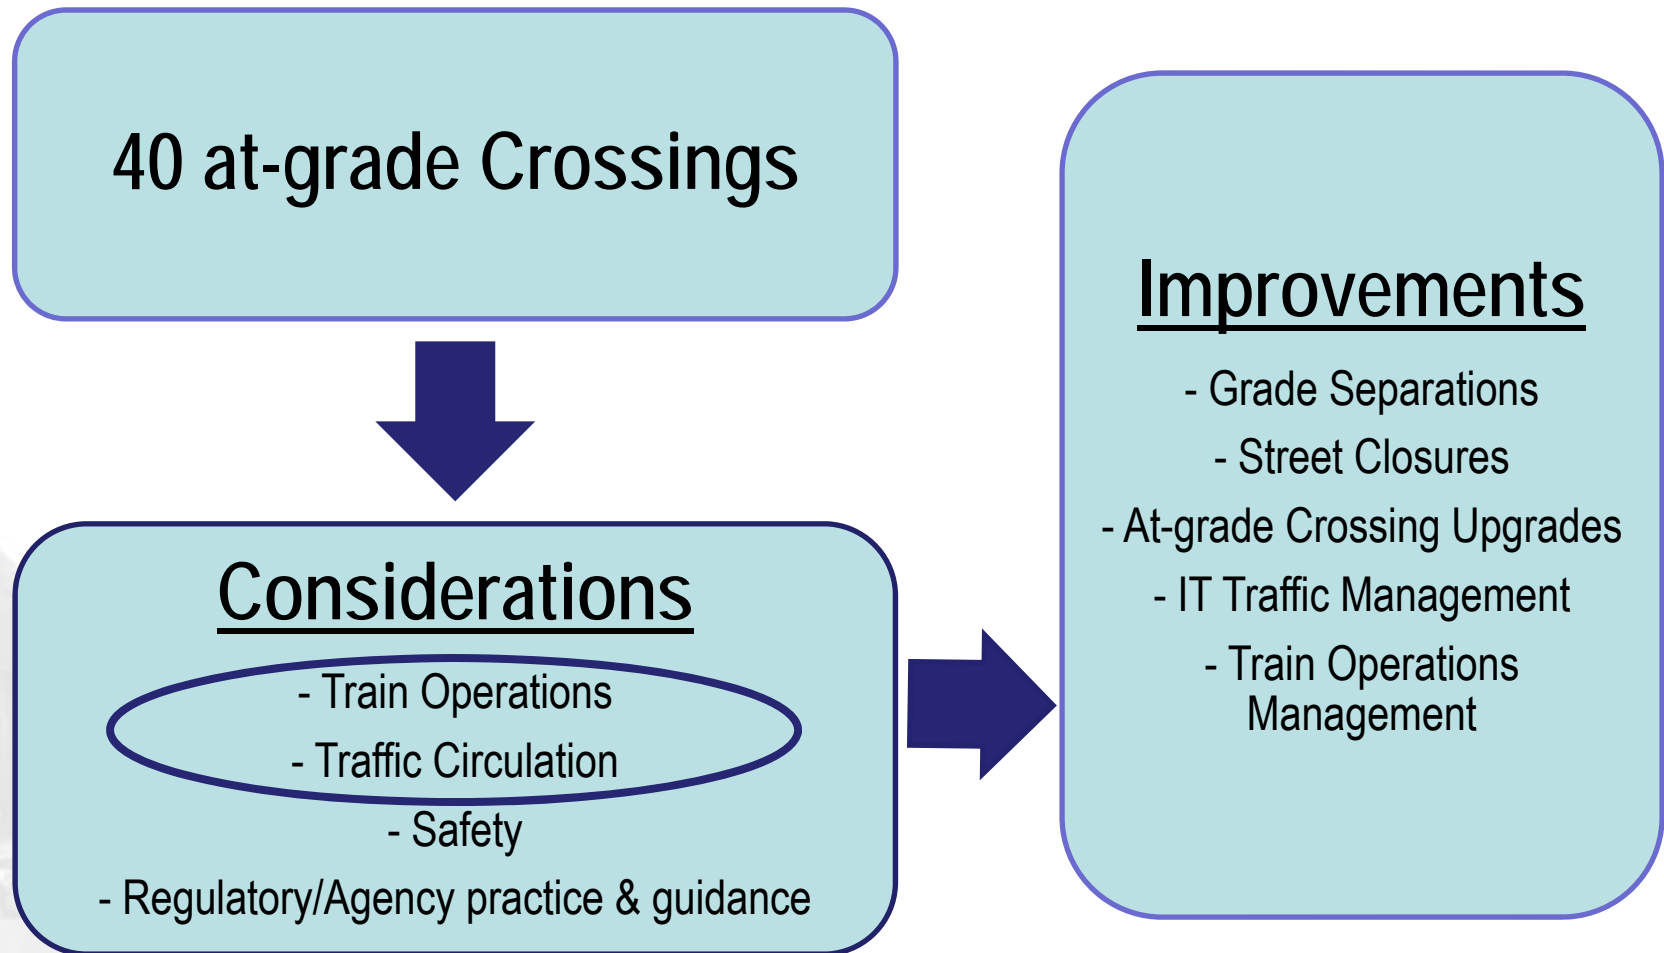 40 at-grade Crossings
Considerations
- Train Operations
- Traffic Circulation
- Safety
- Regulatory/Agency practice & guidance
Improvements
- Grade Separations
- Street Closures
- At-grade Crossing Upgrades
- IT Traffic Management
- Train Operations
Management